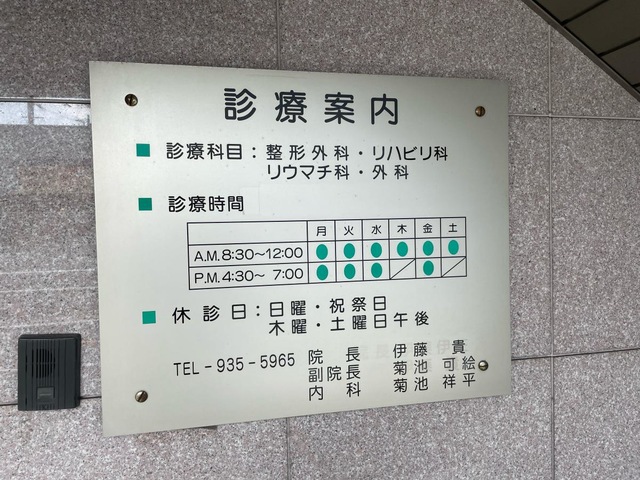 診療案内
■ 診療科目：整形外科・リハビリ科
リウマチ科・外科
■ 診療時間
月 火 水 木 金 土
A.M.8:30～12:00 ● ● ● ● ● ●
P.M.4:30～ 7:00 ● ● ● ／ ● ／
■ 休診日：日曜・祝祭日
木曜・土曜日午後
TEL－935－5965 院長 伊藤 貴
副院長 菊池 可絵
内科 菊池 祥平